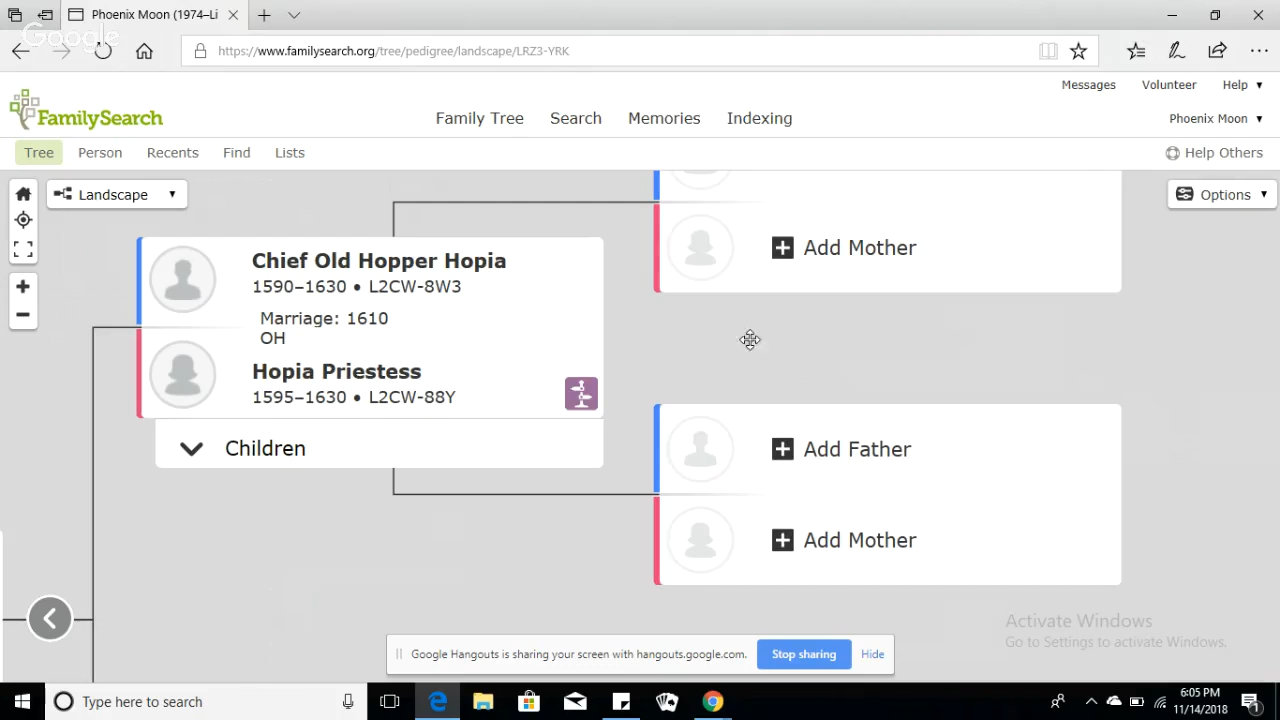 Phoenix Moon (1974–Li
Google
https://www.familysearch.org/tree/pedigree/landscape/LRZ3-YRK
Messages Volunteer Help
FamilySearch
Family Tree Search Memories Indexing
Phoenix Moon
Tree Person Recents Find Lists
Help Others
Landscape
Options
Add Mother
Chief Old Hopper Hopia
1590–1630 • L2CW-8W3
Marriage: 1610
OH
Hopia Priestess
1595–1630 • L2CW-88Y
Children
Add Father
Add Mother
Activate Windows
Go to Settings to activate Windows.
Google Hangouts is sharing your screen with hangouts.google.com.
Stop sharing
Hide
Type here to search
6:05 PM
11/14/2018
1